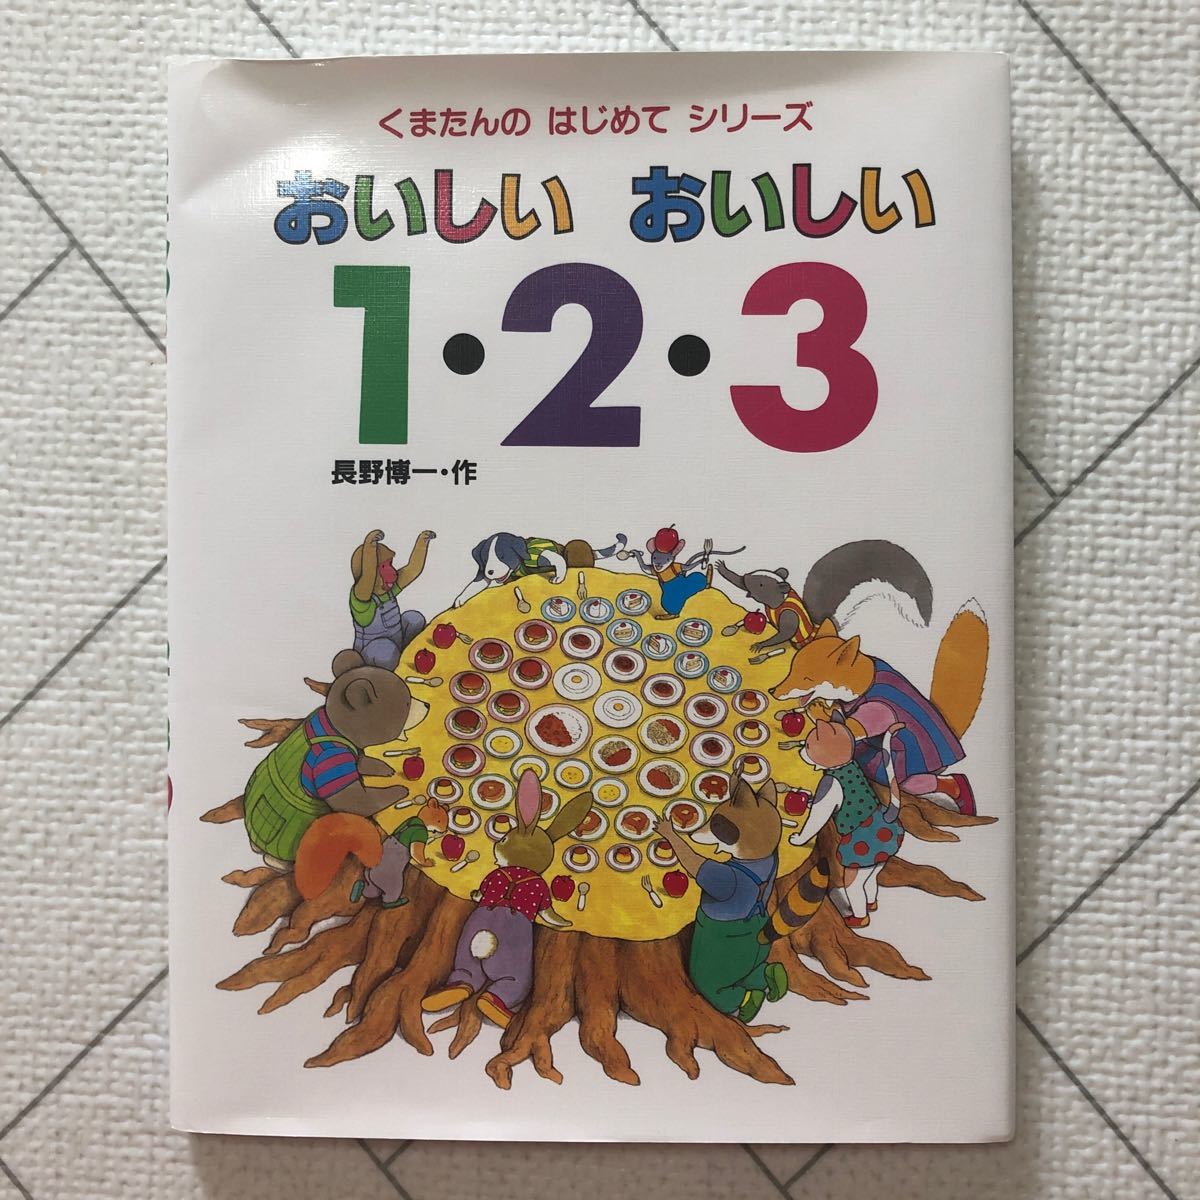 くまたんの はじめて シリーズ
おいしい おいしい
1・2・3
長野博一・作